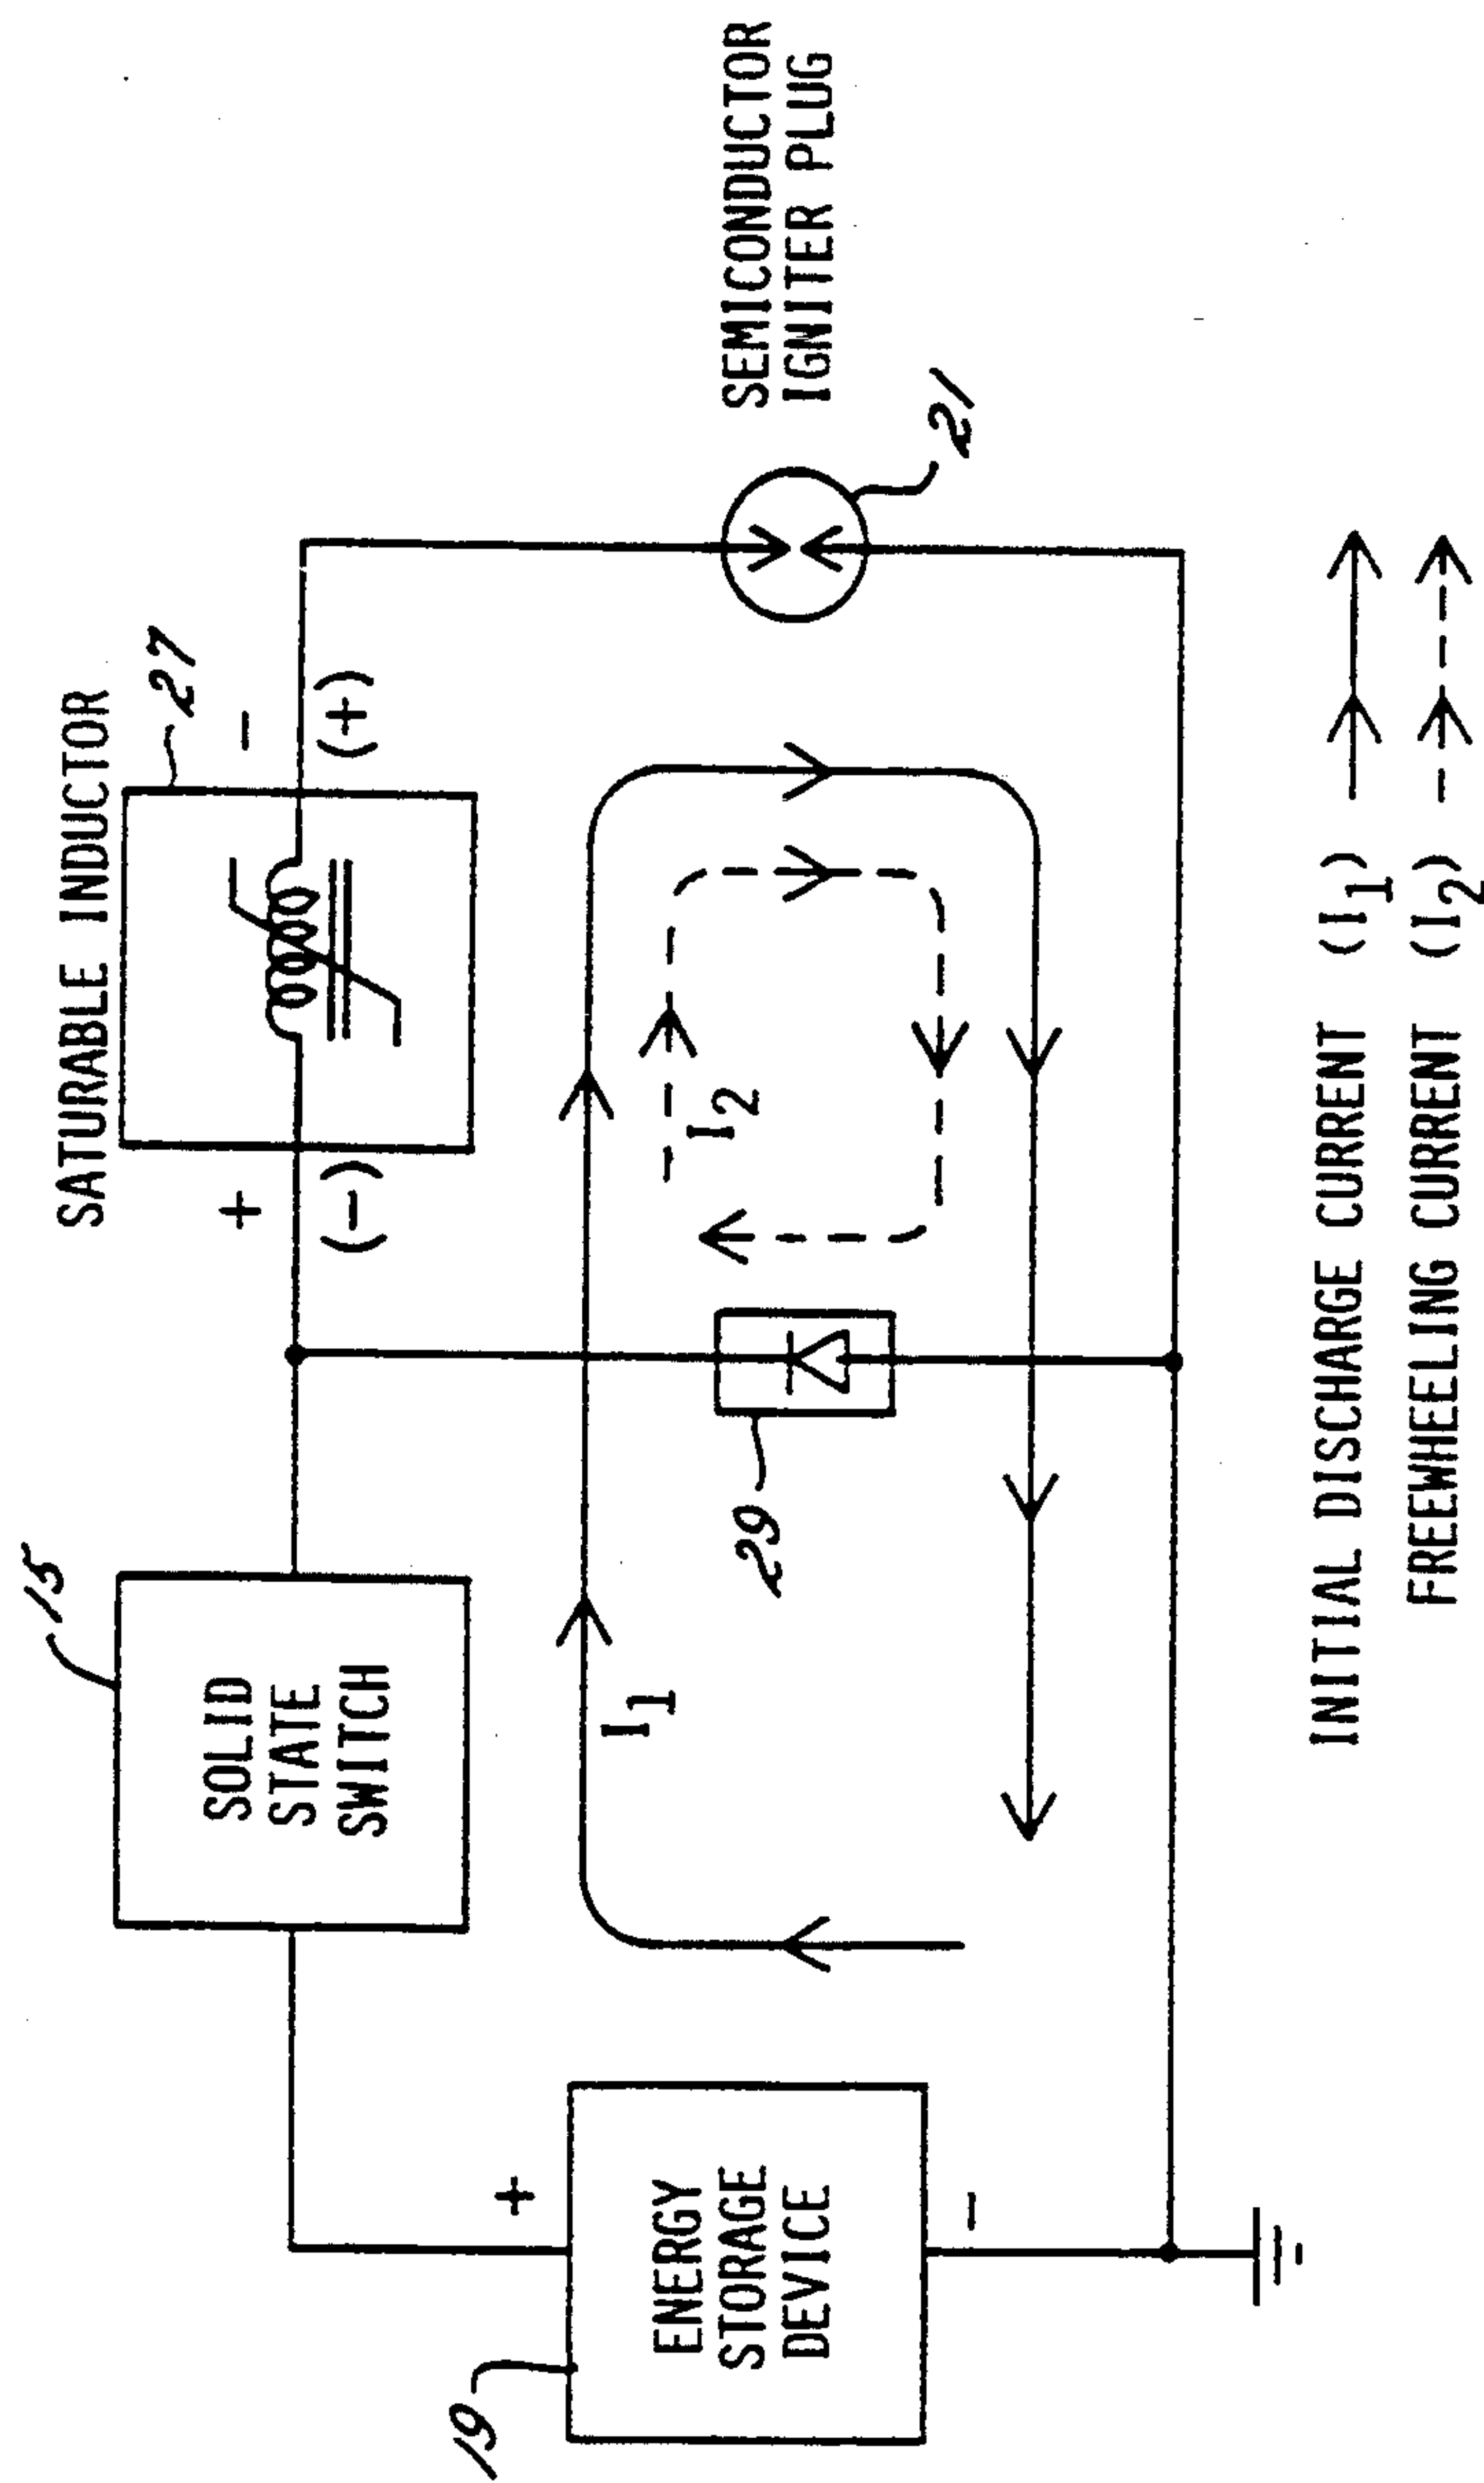 15
SOLID
STATE
SWITCH
SATURABLE INDUCTOR
27
+
-
(-)
(+)
19
+
ENERGY
STORAGE
DEVICE
-
I1
I2
29
21
SEMICONDUCTOR
IGNITER PLUG
INITIAL DISCHARGE CURRENT (I1)
FREEWHEELING CURRENT (I2)